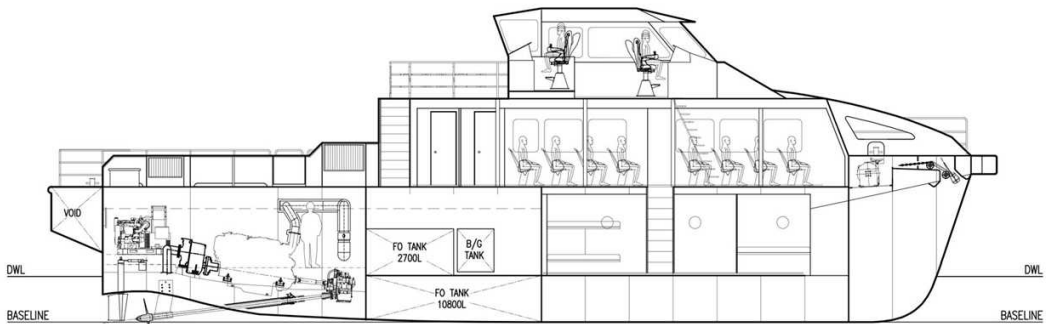 VOID
FO TANK
2700L
B/G
TANK
DWL
DWL
FO TANK
10800L
BASELINE
BASELINE